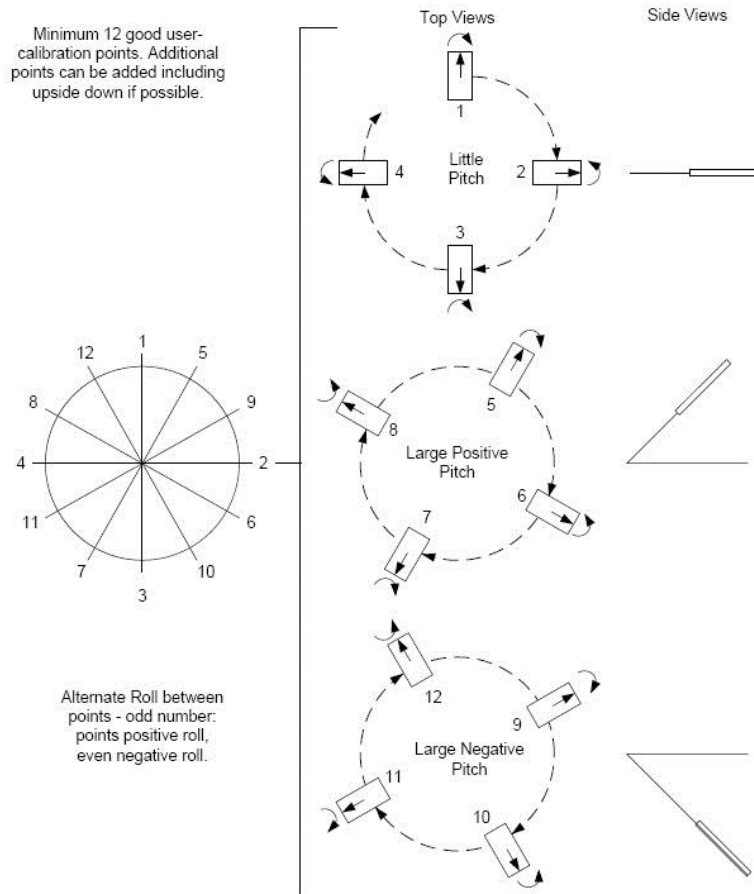 Minimum 12 good user-
calibration points. Additional
points can be added including
upside down if possible.
Top Views
Side Views
1
Little
Pitch
4
2
3
1
12
5
8
9
4
2
11
6
7
10
3
5
8
Large Positive
Pitch
6
7
Alternate Roll between
points - odd number:
points positive roll,
even negative roll.
12
9
Large Negative
Pitch
11
10